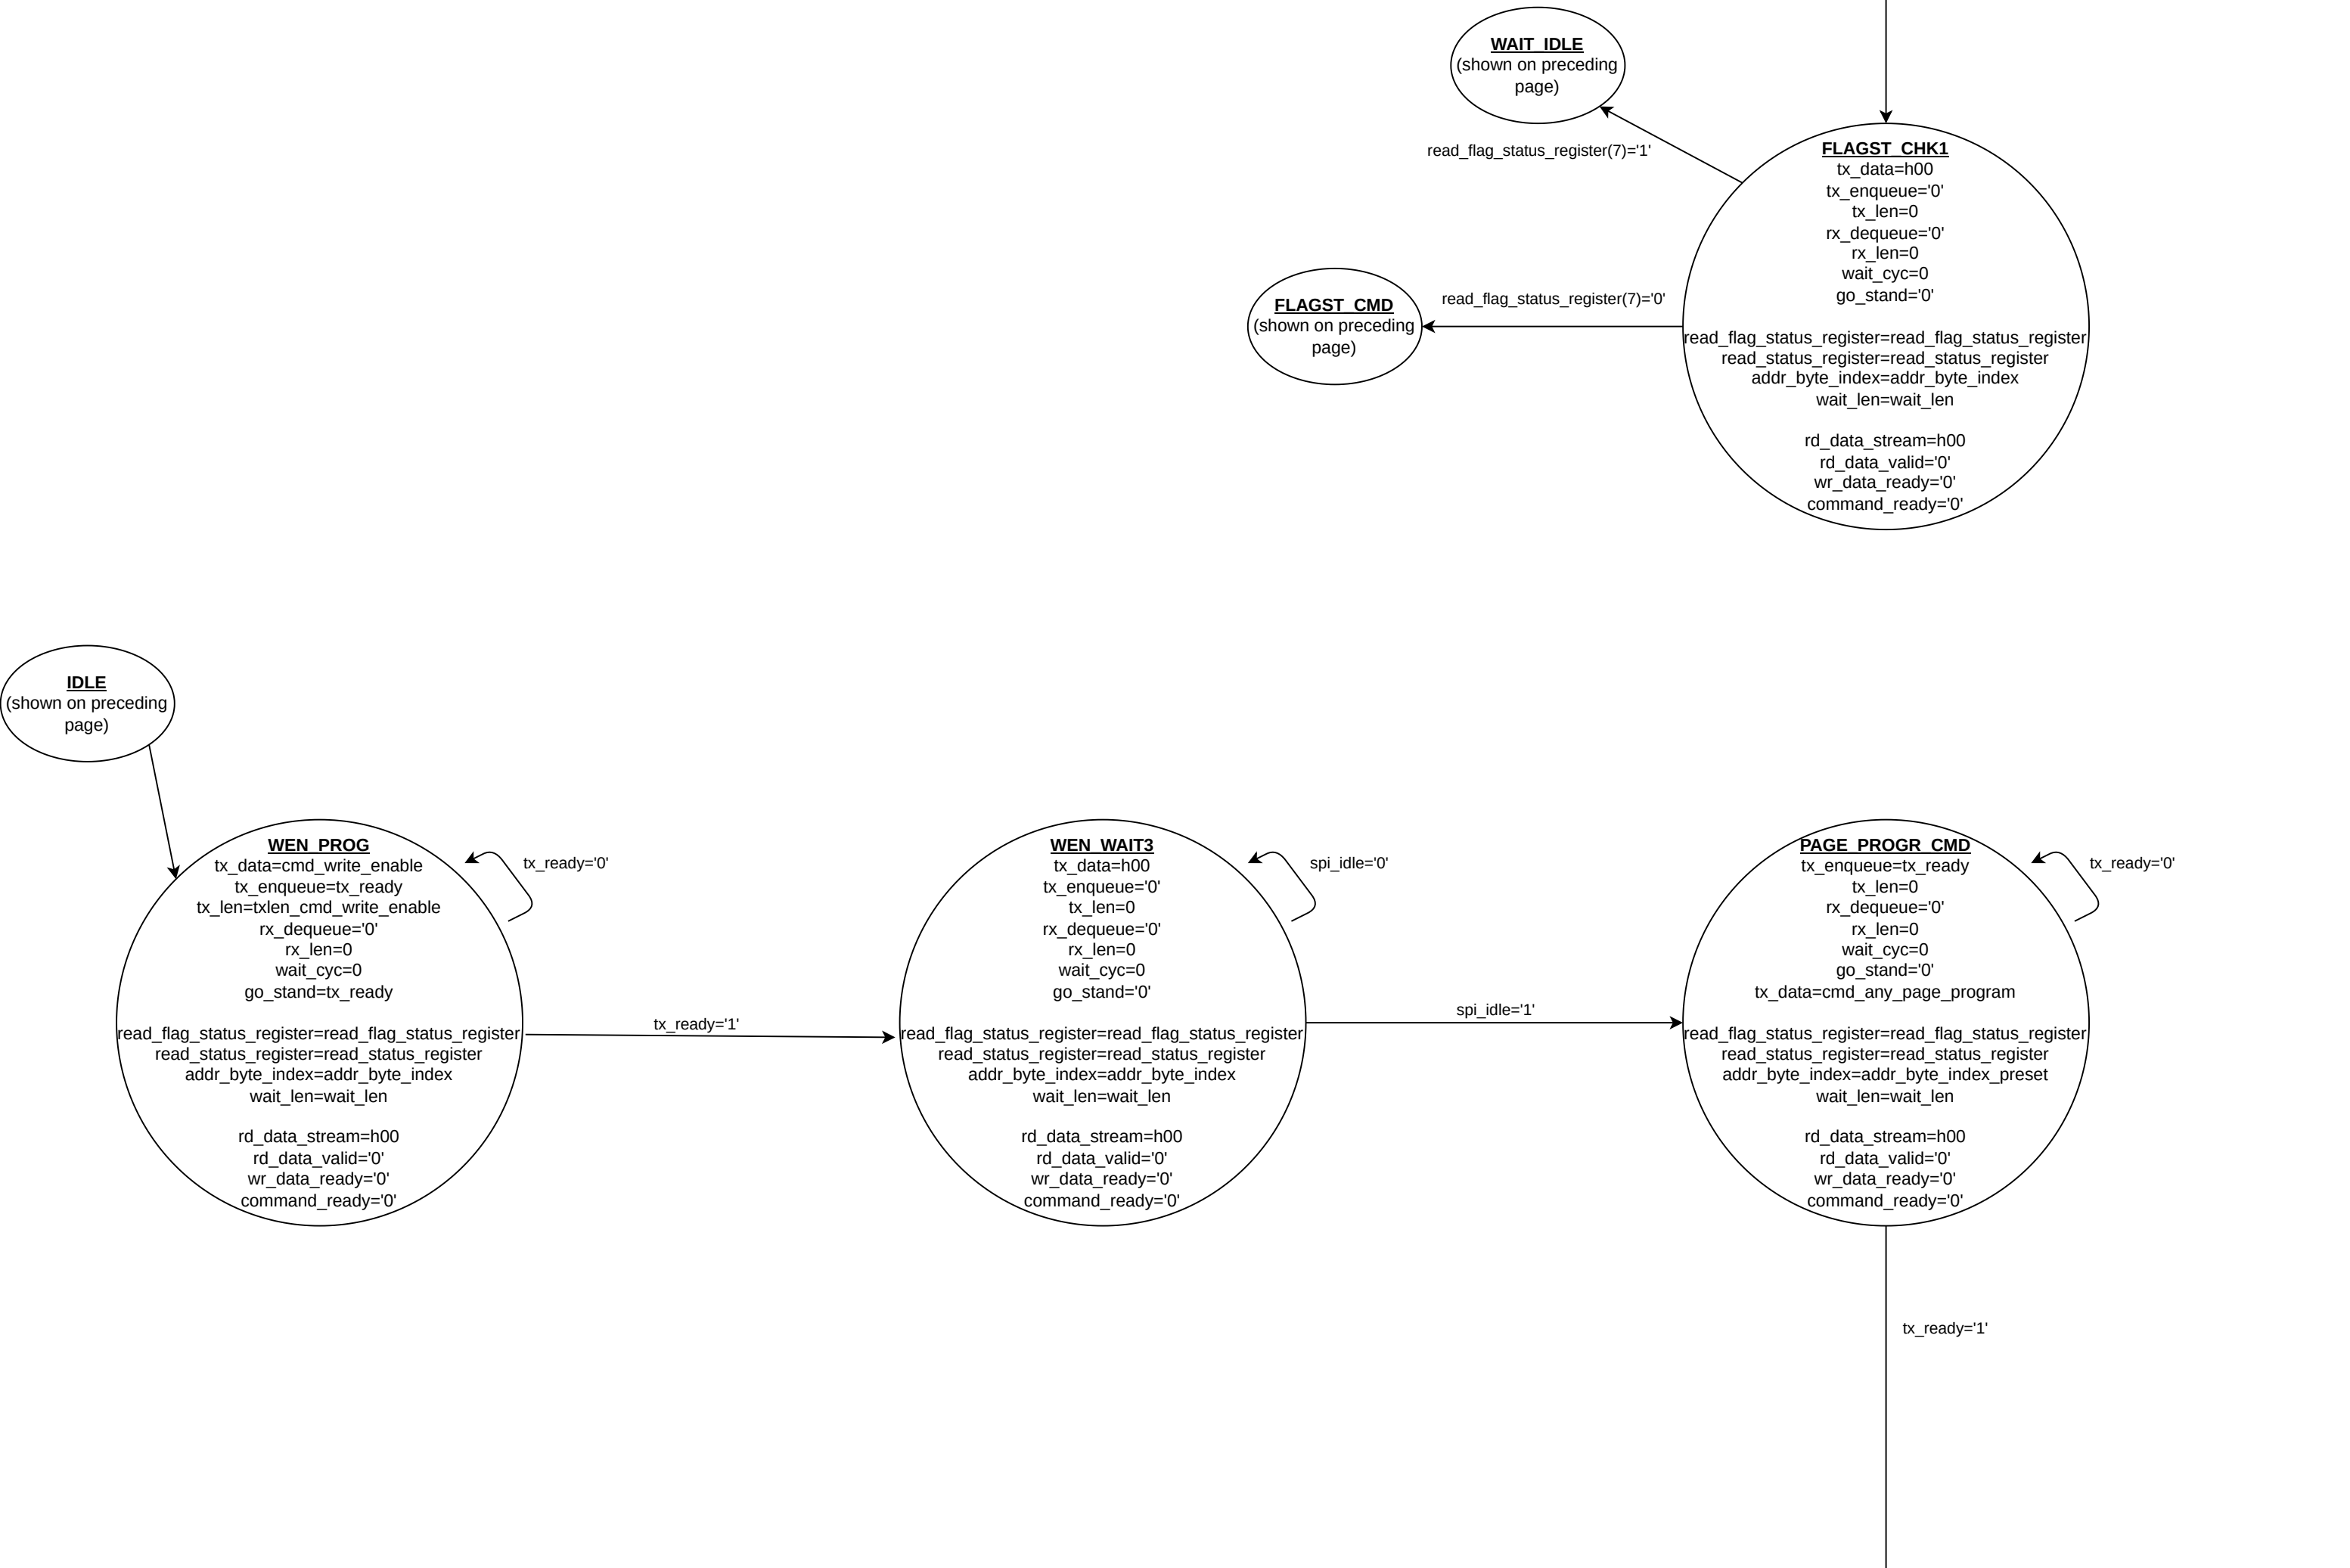 WAIT_IDLE
(shown on preceding
page)
read_flag_status_register(7)='1'
FLAGST_CHK1
tx_data=h00
tx_enqueue='0'
tx_len=0
rx_dequeue='0'
rx_len=0
wait_cyc=0
go_stand='0'
read_flag_status_register=read_flag_status_register
read_status_register=read_status_register
addr_byte_index=addr_byte_index
wait_len=wait_len
rd_data_stream=h00
rd_data_valid='0'
wr_data_ready='0'
command_ready='0'
read_flag_status_register(7)='0'
FLAGST_CMD
(shown on preceding
page)
IDLE
(shown on preceding
page)
WEN_PROG
tx_data=cmd_write_enable
tx_enqueue=tx_ready
tx_len=txlen_cmd_write_enable
rx_dequeue='0'
rx_len=0
wait_cyc=0
go_stand=tx_ready
read_flag_status_register=read_flag_status_register
read_status_register=read_status_register
addr_byte_index=addr_byte_index
wait_len=wait_len
rd_data_stream=h00
rd_data_valid='0'
wr_data_ready='0'
command_ready='0'
tx_ready='0'
tx_ready='1'
WEN_WAIT3
tx_data=h00
tx_enqueue='0'
tx_len=0
rx_dequeue='0'
rx_len=0
wait_cyc=0
go_stand='0'
read_flag_status_register=read_flag_status_register
read_status_register=read_status_register
addr_byte_index=addr_byte_index
wait_len=wait_len
rd_data_stream=h00
rd_data_valid='0'
wr_data_ready='0'
command_ready='0'
spi_idle='0'
spi_idle='1'
PAGE_PROGR_CMD
tx_enqueue=tx_ready
tx_len=0
rx_dequeue='0'
rx_len=0
wait_cyc=0
go_stand='0'
tx_data=cmd_any_page_program
read_flag_status_register=read_flag_status_register
read_status_register=read_status_register
addr_byte_index=addr_byte_index_preset
wait_len=wait_len
rd_data_stream=h00
rd_data_valid='0'
wr_data_ready='0'
command_ready='0'
tx_ready='0'
tx_ready='1'